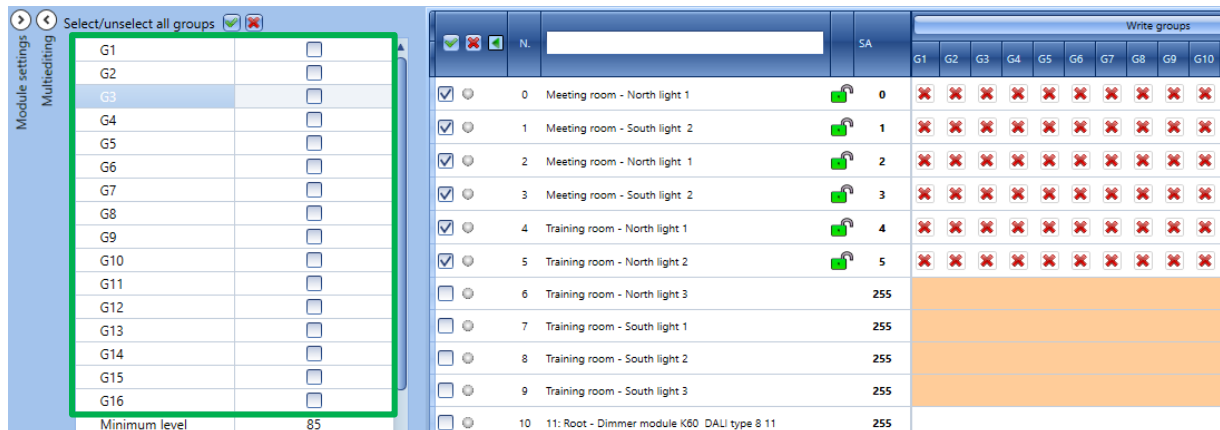 Module settings
Multiediting
Select/unselect all groups
G1
G2
G3
G4
G5
G6
G7
G8
G9
G10
G11
G12
G13
G14
G15
G16
Minimum level 85
N. SA Write groups
G1 G2 G3 G4 G5 G6 G7 G8 G9 G10
0 Meeting room - North light 1 0
1 Meeting room - South light 2 1
2 Meeting room - North light 1 2
3 Meeting room - South light 2 3
4 Training room - North light 1 4
5 Training room - North light 2 5
6 Training room - North light 3 255
7 Training room - South light 1 255
8 Training room - South light 2 255
9 Training room - South light 3 255
10 11: Root - Dimmer module K60 DALI type 8 11 255